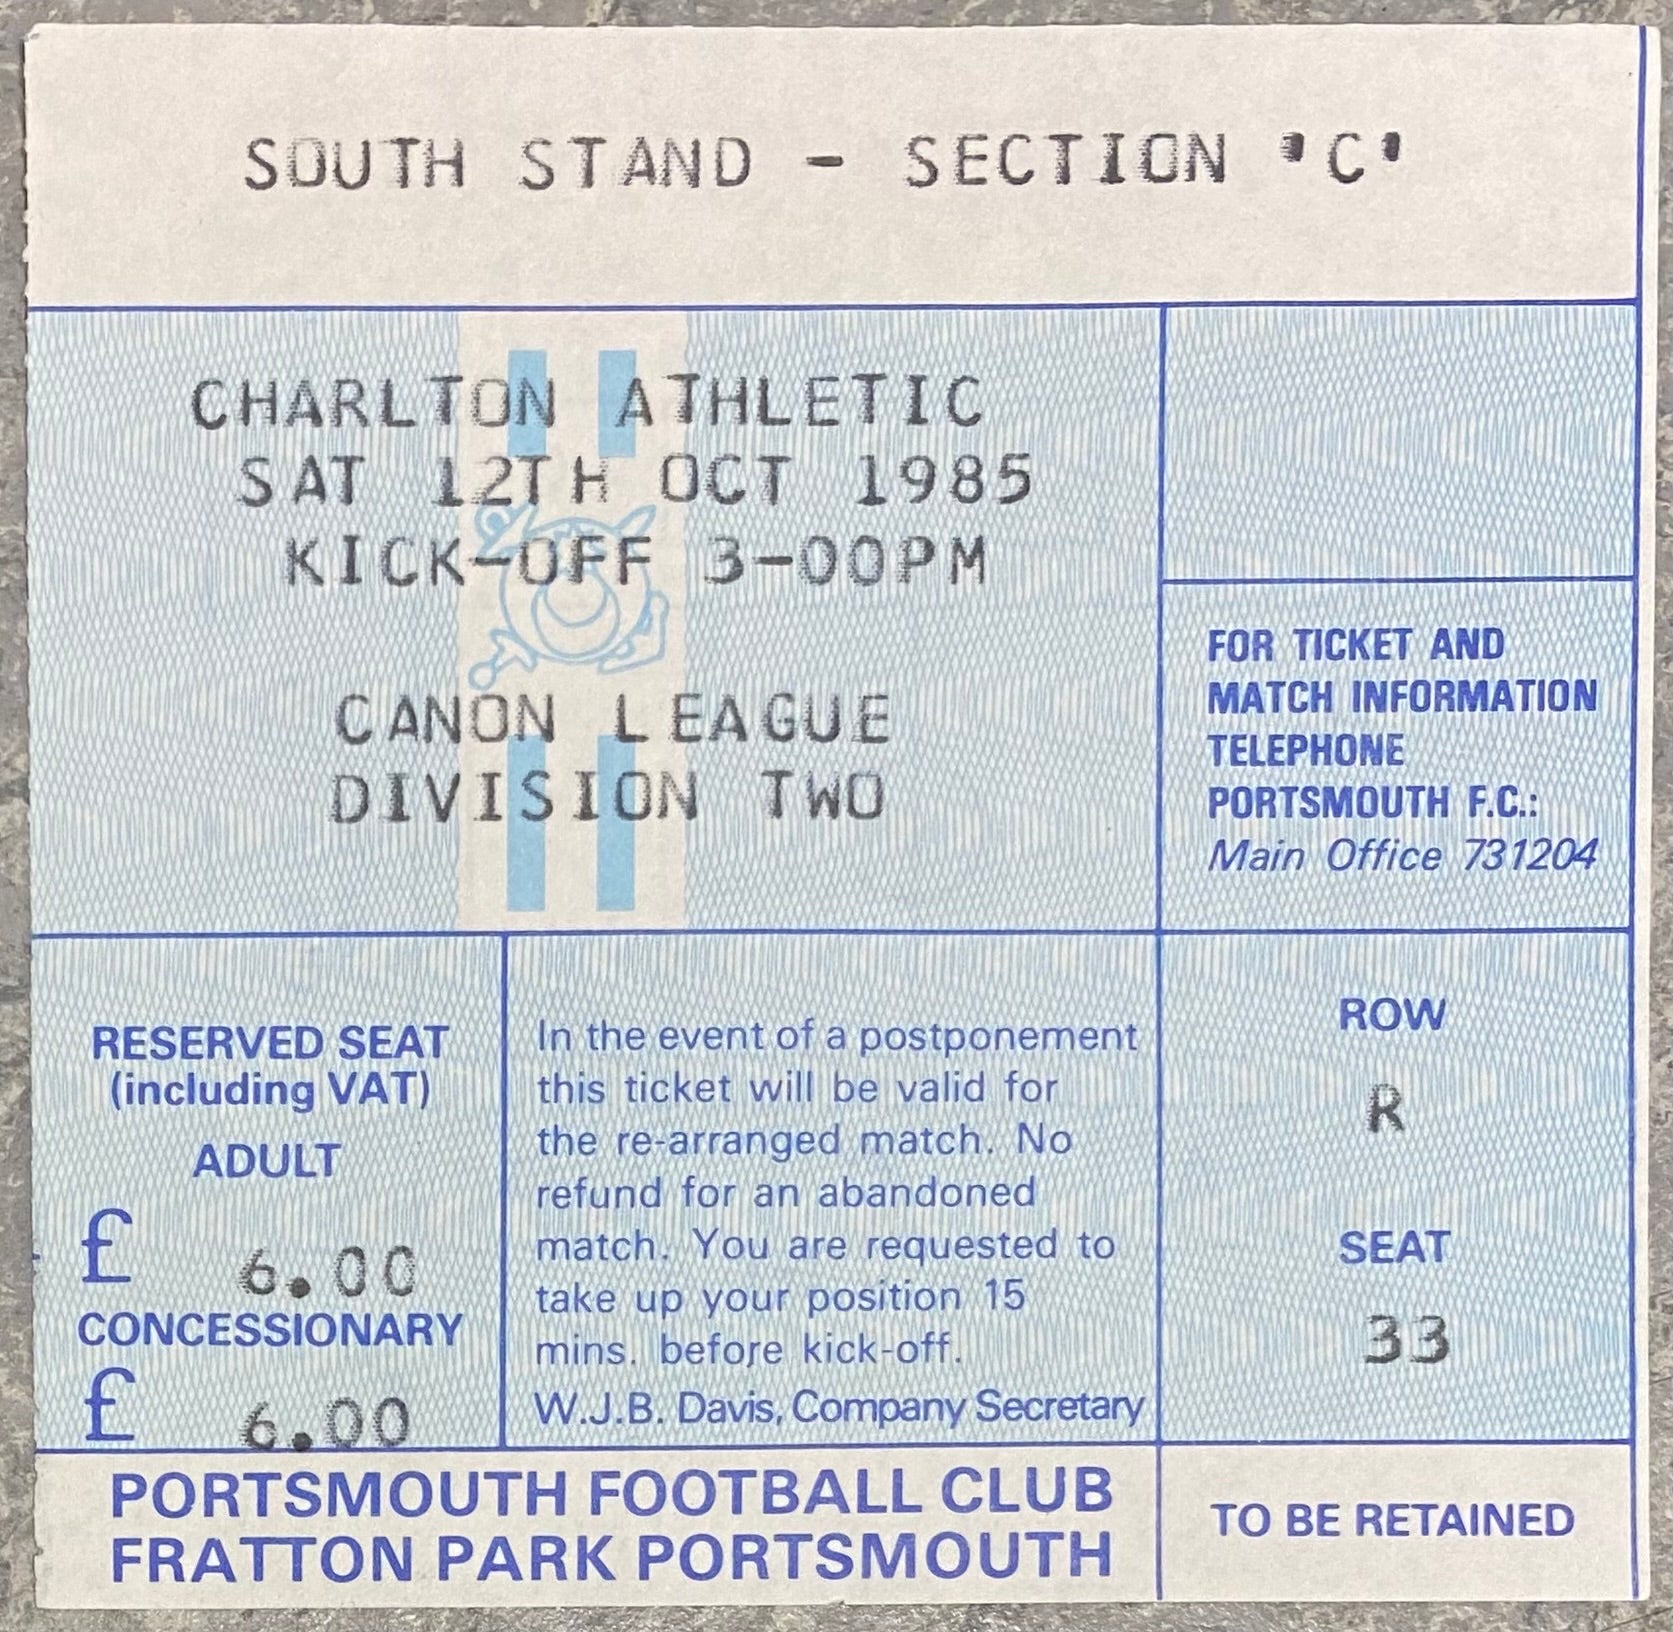 SOUTH STAND - SECTION 'C'
CHARLTON ATHLETIC
SAT 12TH OCT 1985
KICK-OFF 3-00PM
CANON LEAGUE
DIVISION TWO
FOR TICKET AND
MATCH INFORMATION
TELEPHONE
PORTSMOUTH F.C.:
Main Office 731204
RESERVED SEAT
(including VAT)
ADULT
£ 6.00
CONCESSIONARY
£ 6.00
In the event of a postponement
this ticket will be valid for
the re-arranged match. No
refund for an abandoned
match. You are requested to
take up your position 15
mins. before kick-off.
W.J.B. Davis, Company Secretary
ROW
R
SEAT
33
PORTSMOUTH FOOTBALL CLUB
FRATTON PARK PORTSMOUTH
TO BE RETAINED